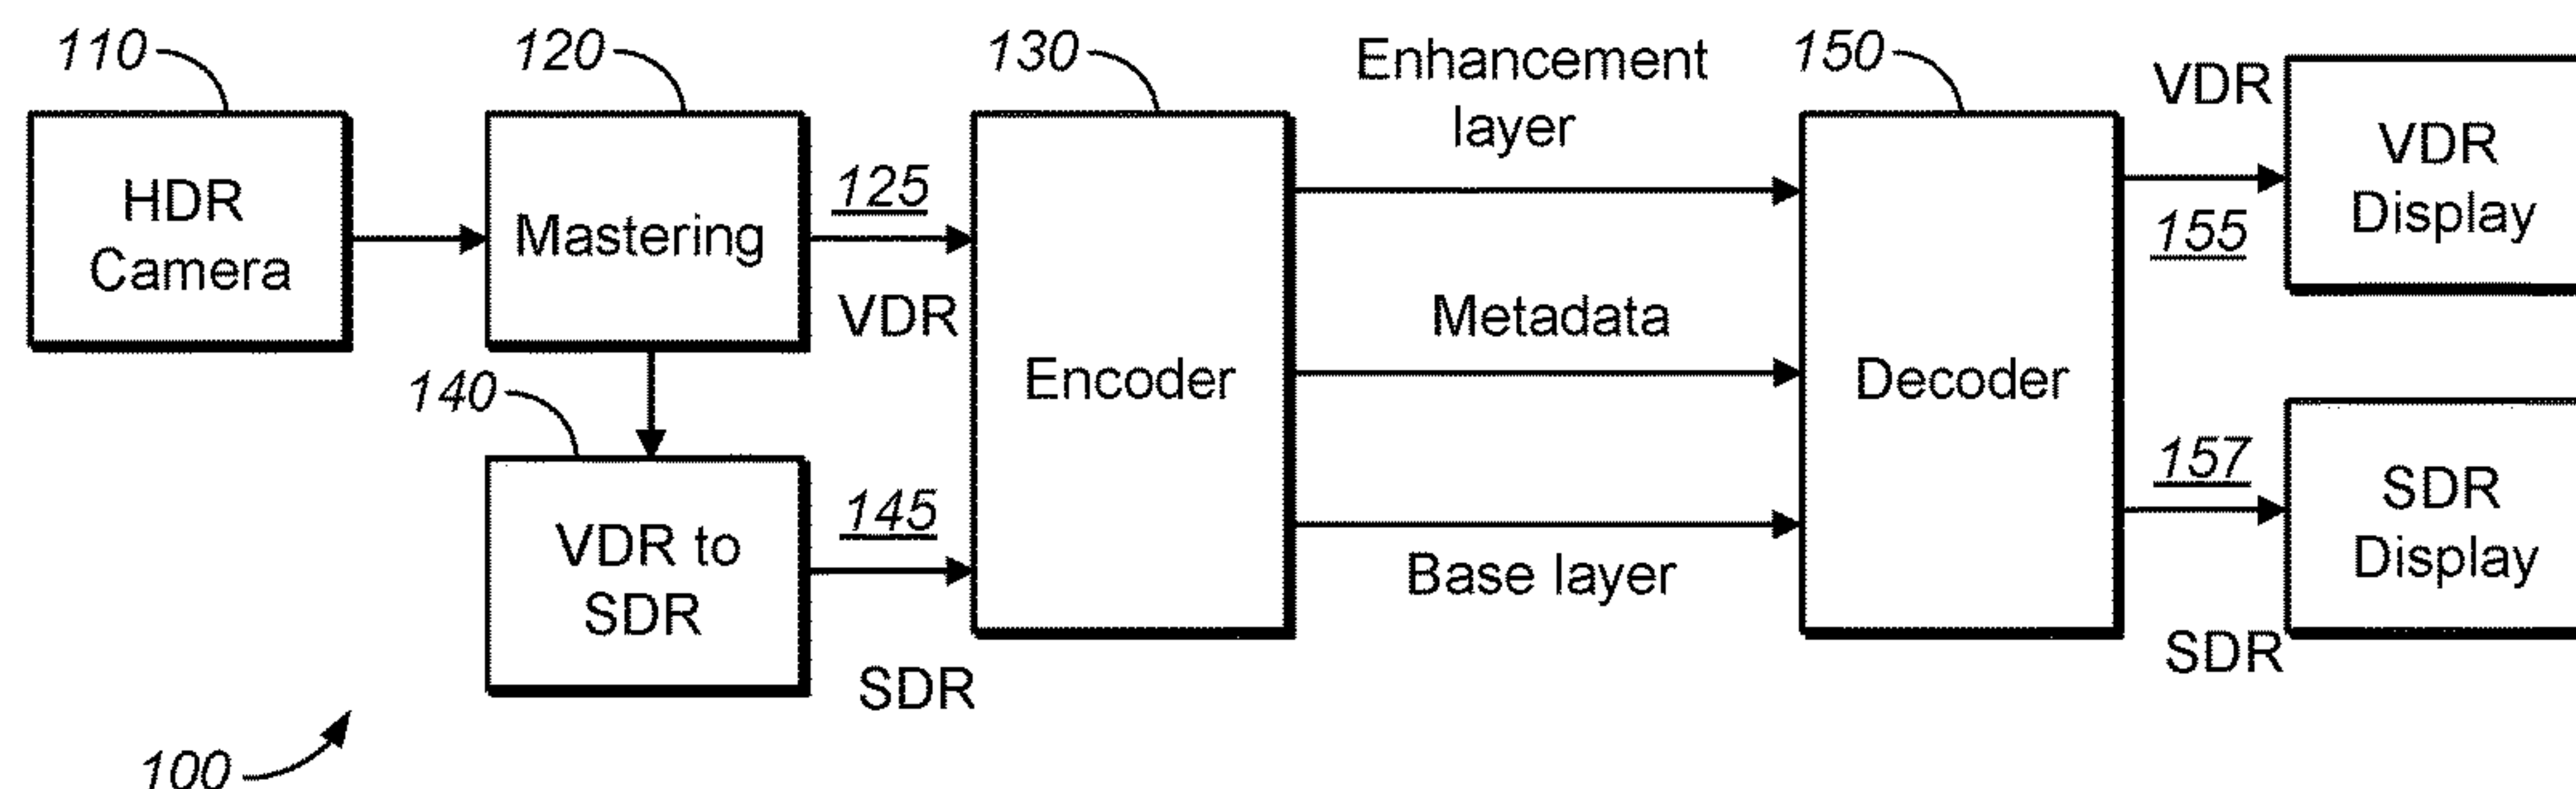 110
120
130
Enhancement
layer
150
VDR
HDR
Camera
Mastering
125
VDR
Encoder
Metadata
Decoder
155
VDR
Display
140
VDR to
SDR
145
SDR
Base layer
157
SDR
SDR
Display
100